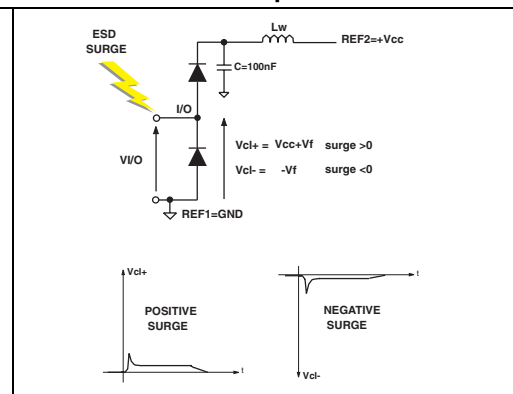 ESD
SURGE
Lw
REF2=+Vcc
C=100nF
I/O
VI/O
Vcl+ = Vcc+Vf surge >0
Vcl- = -Vf surge <0
REF1=GND
Vcl+
POSITIVE
SURGE
t
t
NEGATIVE
SURGE
Vcl-